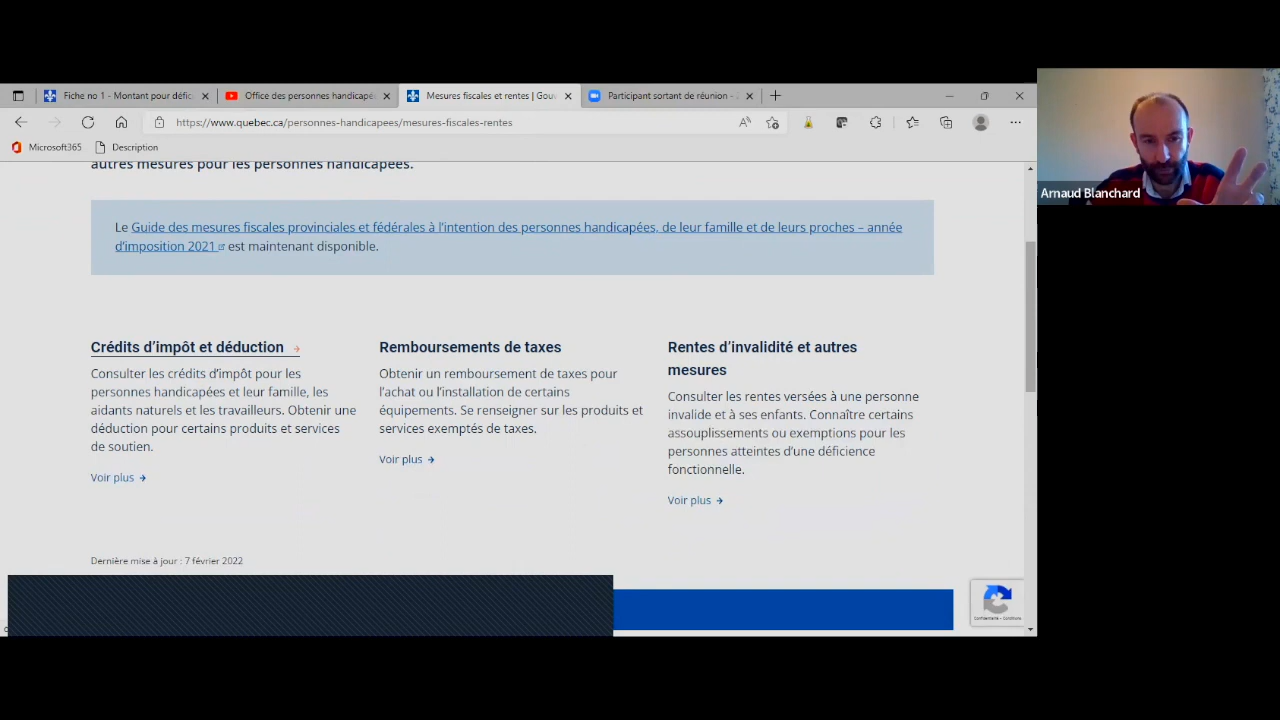 Fiche no 1 - Montant pour défic
Office des personnes handicapé
Mesures fiscales et rentes | Gou
Participant sortant de réunion -
https://www.quebec.ca/personnes-handicapees/mesures-fiscales-rentes
Microsoft365
Description
autres mesures pour les personnes handicapées.
Le Guide des mesures fiscales provinciales et fédérales à l'intention des personnes handicapées, de leur famille et de leurs proches – année
d'imposition 2021 est maintenant disponible.
Crédits d'impôt et déduction
Consulter les crédits d'impôt pour les
personnes handicapées et leur famille, les
aidants naturels et les travailleurs. Obtenir une
déduction pour certains produits et services
de soutien.
Voir plus
Remboursements de taxes
Obtenir un remboursement de taxes pour
l'achat ou l'installation de certains
équipements. Se renseigner sur les produits et
services exemptés de taxes.
Voir plus
Rentes d'invalidité et autres
mesures
Consulter les rentes versées à une personne
invalide et à ses enfants. Connaître certains
assouplissements ou exemptions pour les
personnes atteintes d'une déficience
fonctionnelle.
Voir plus
Dernière mise à jour : 7 février 2022
Arnaud Blanchard